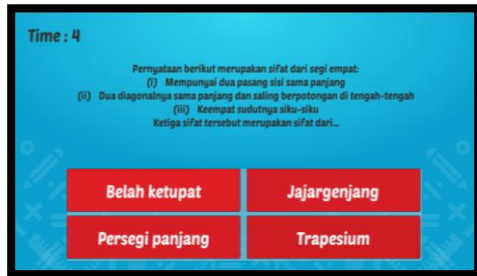 Time : 4
Pernyataan berikut merupakan sifat dari segi empat:
(i) Mempunyai dua pasang sisi sama panjang
(ii) Dua diagonalnya sama panjang dan saling berpotongan di tengah-tengah
(iii) Keempat sudutnya siku-siku
Ketiga sifat tersebut merupakan sifat dari...
Belah ketupat
Jajargenjang
Persegi panjang
Trapesium